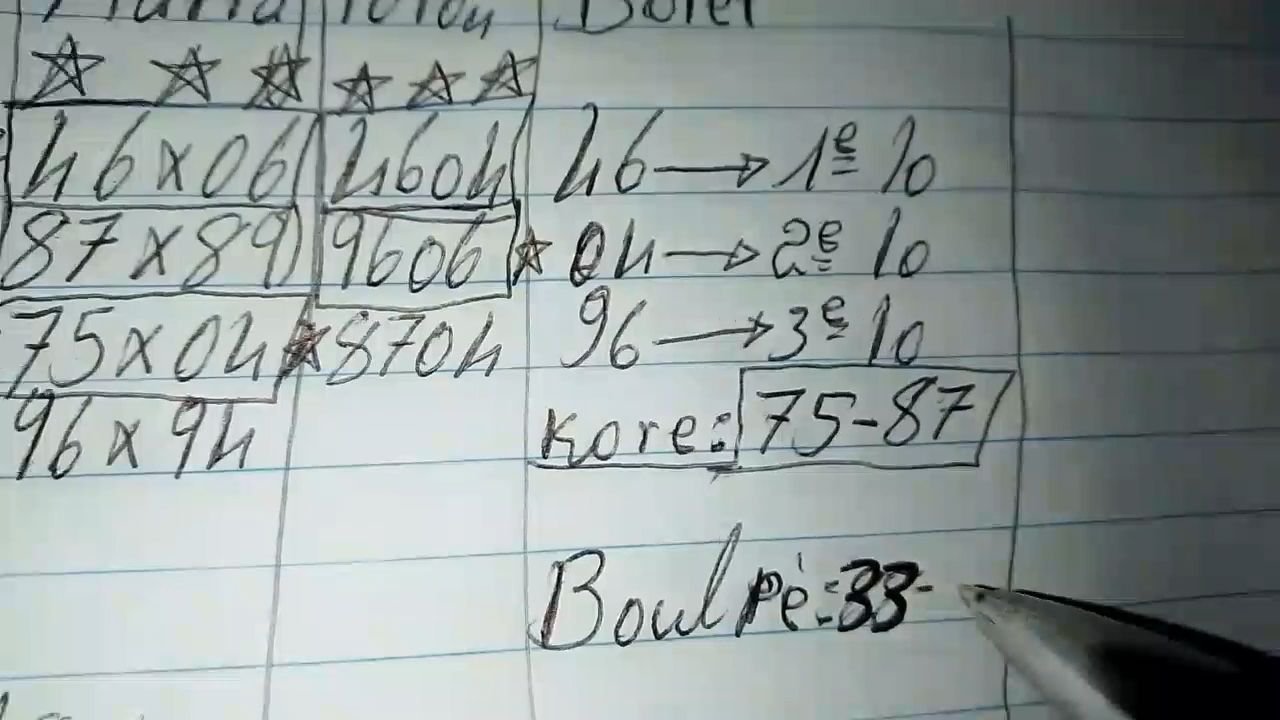 Bolet
46x06 4604 46→1e lo
87x89 9606 04→2e lo
75x04 8704 96→3e lo
96x94 kore: 75-87
Boul Pè: 33-